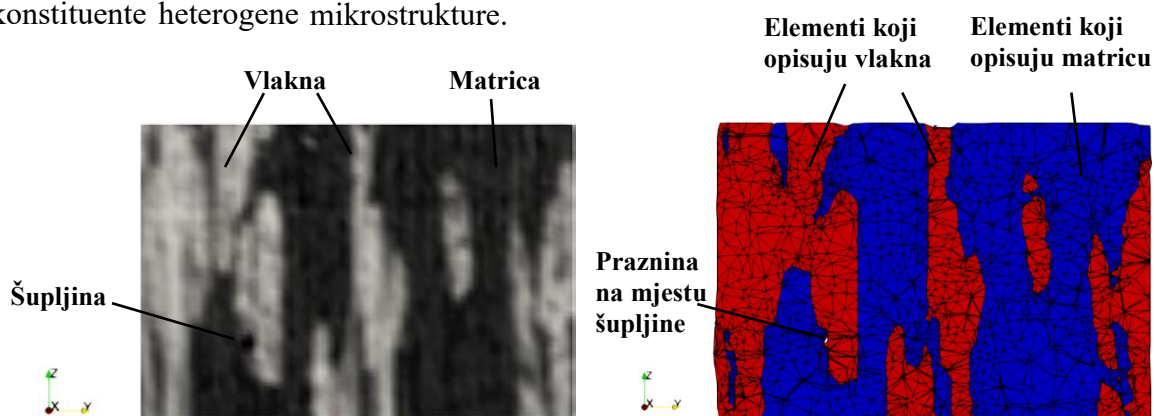 konstituente heterogene mikrostrukture.
Vlakna
Matrica
Šupljina
Z
X
Y
Elementi koji
opisuju vlakna
Elementi koji
opisuju matricu
Praznina
na mjestu
šupljine
Z
X
Y